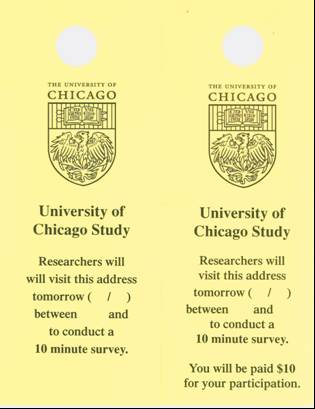 THE UNIVERSITY OF
CHICAGO
University of
Chicago Study
Researchers will
will visit this address
tomorrow ( / )
between and
to conduct a
10 minute survey.
THE UNIVERSITY OF
CHICAGO
University of
Chicago Study
Researchers will
visit this address
tomorrow ( / )
between and
to conduct a
10 minute survey.
You will be paid $10
for your participation.